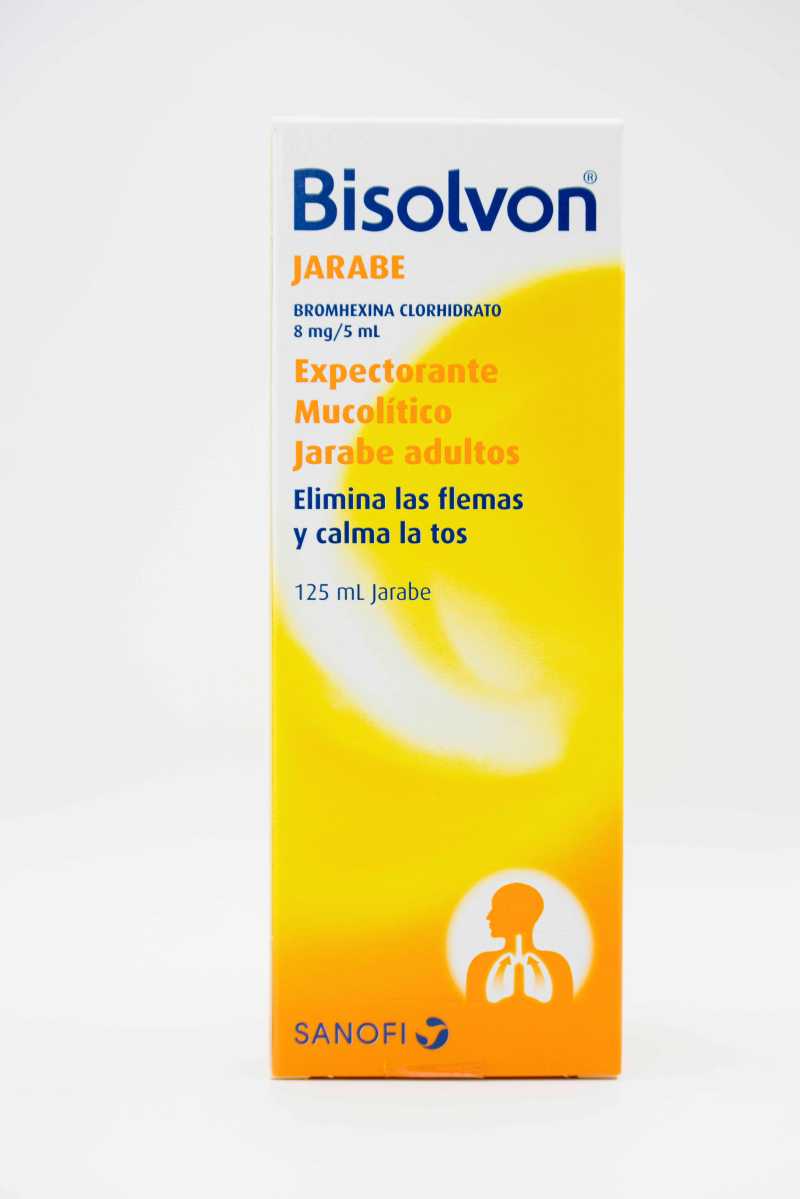 Bisolvon®
JARABE
BROMHEXINA CLORHIDRATO
8 mg/5 mL
Expectorante
Mucolítico
Jarabe adultos
Elimina las flemas
y calma la tos
125 mL Jarabe
SANOFI